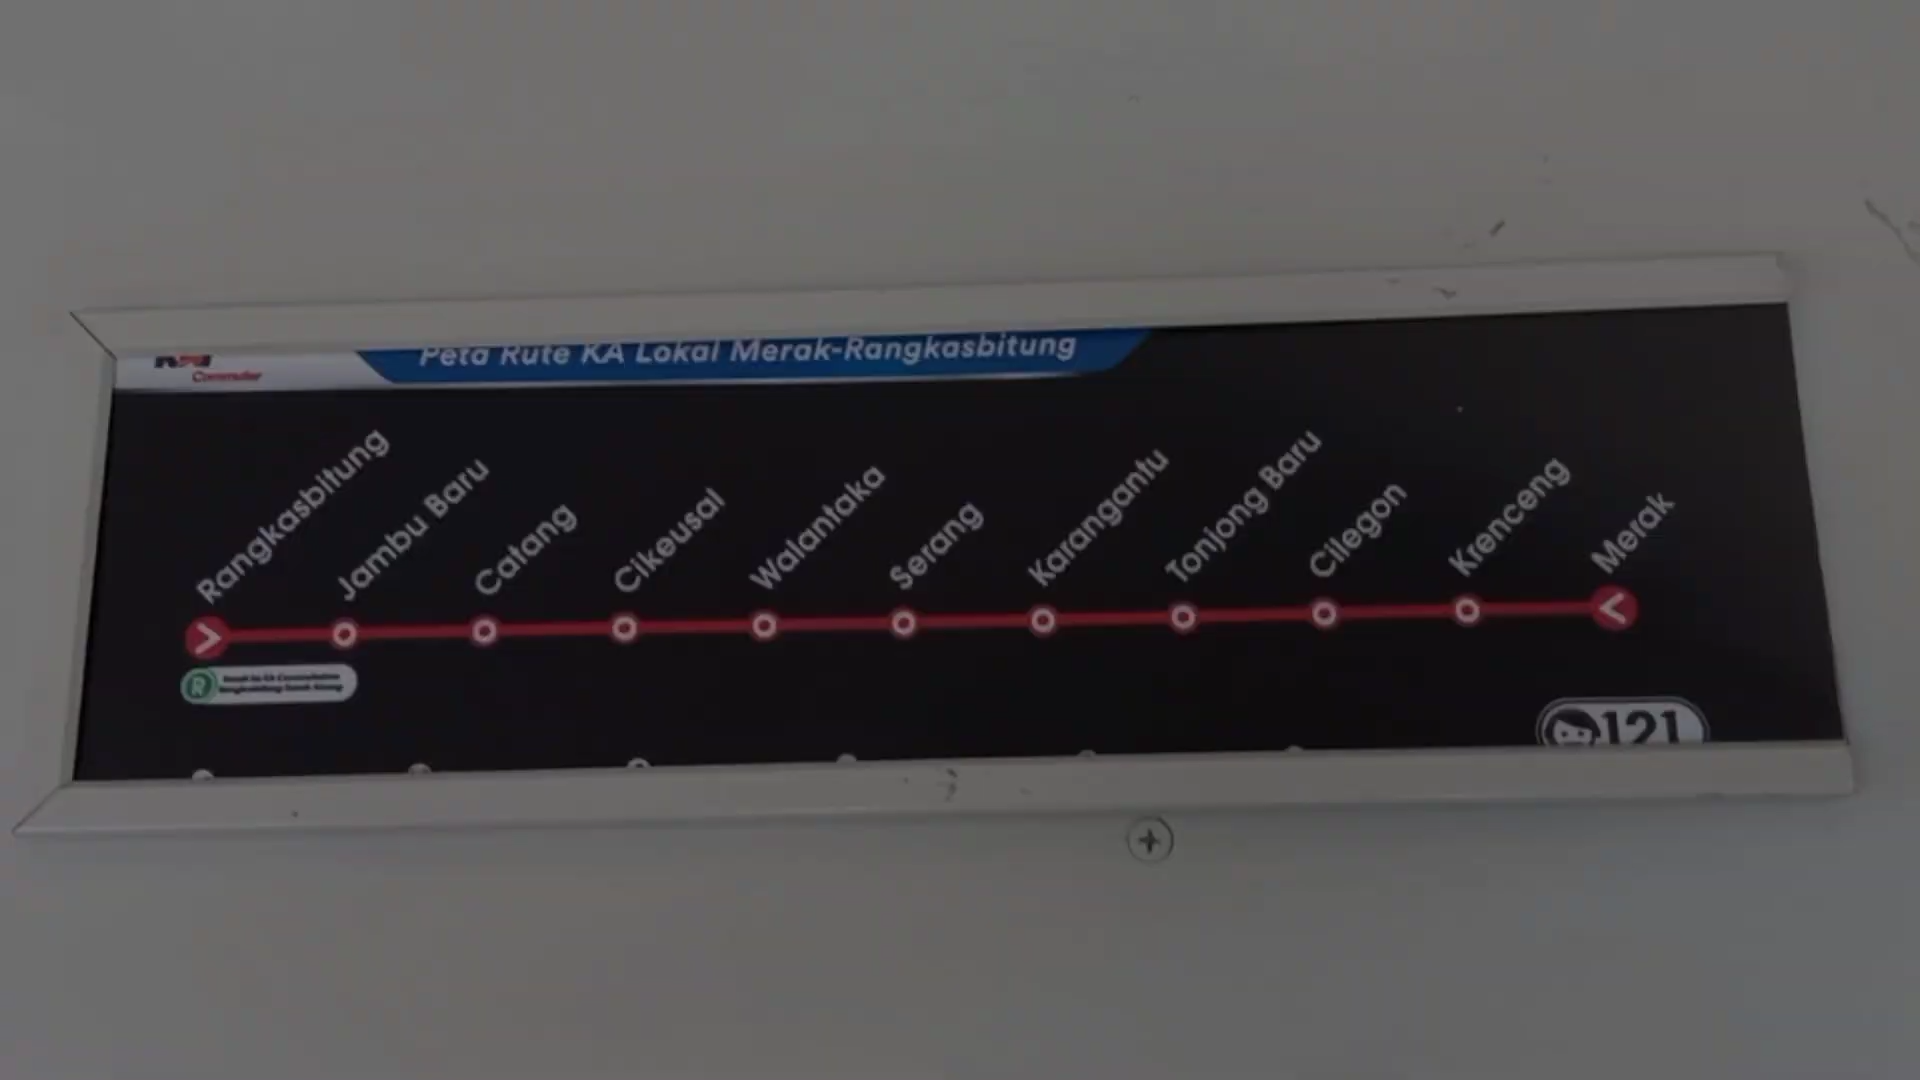 KAI
Commuter
Peta Rute KA Lokal Merak-Rangkasbitung
Rangkasbitung
Jambu Baru
Catang
Cikeusal
Walantaka
Serang
Karangantu
Tonjong Baru
Cilegon
Krenceng
Merak
R
121